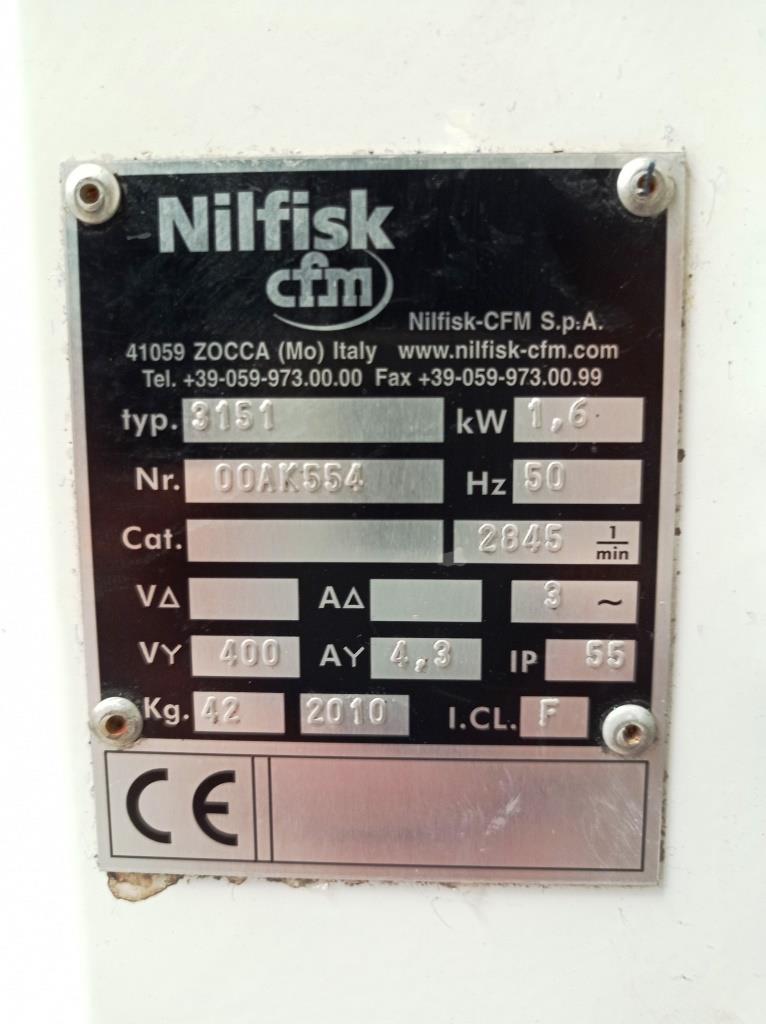 Nilfisk
cfm
Nilfisk-CFM S.p.A.
41059 ZOCCA (Mo) Italy www.nilfisk-cfm.com
Tel. +39-059-973.00.00 Fax +39-059-973.00.99
typ. 3151 kW 1,6
Nr. 00AK554 Hz 50
Cat. 2845 1/min
V△ A△ 3 ~
VY 400 AY 4,3 IP 55
Kg. 42 2010 I.CL. F
CE